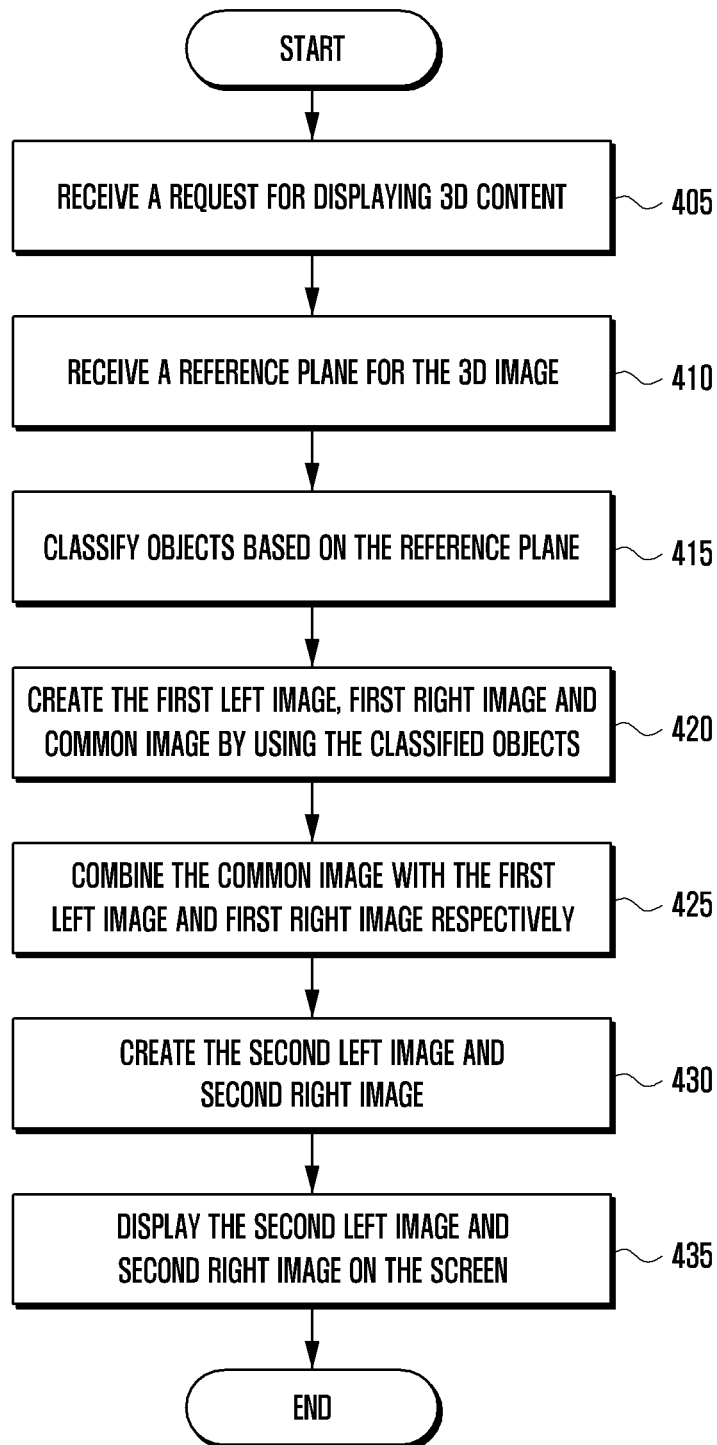 START
RECEIVE A REQUEST FOR DISPLAYING 3D CONTENT
405
RECEIVE A REFERENCE PLANE FOR THE 3D IMAGE
410
CLASSIFY OBJECTS BASED ON THE REFERENCE PLANE
415
CREATE THE FIRST LEFT IMAGE, FIRST RIGHT IMAGE AND
COMMON IMAGE BY USING THE CLASSIFIED OBJECTS
420
COMBINE THE COMMON IMAGE WITH THE FIRST
LEFT IMAGE AND FIRST RIGHT IMAGE RESPECTIVELY
425
CREATE THE SECOND LEFT IMAGE AND
SECOND RIGHT IMAGE
430
DISPLAY THE SECOND LEFT IMAGE AND
SECOND RIGHT IMAGE ON THE SCREEN
435
END